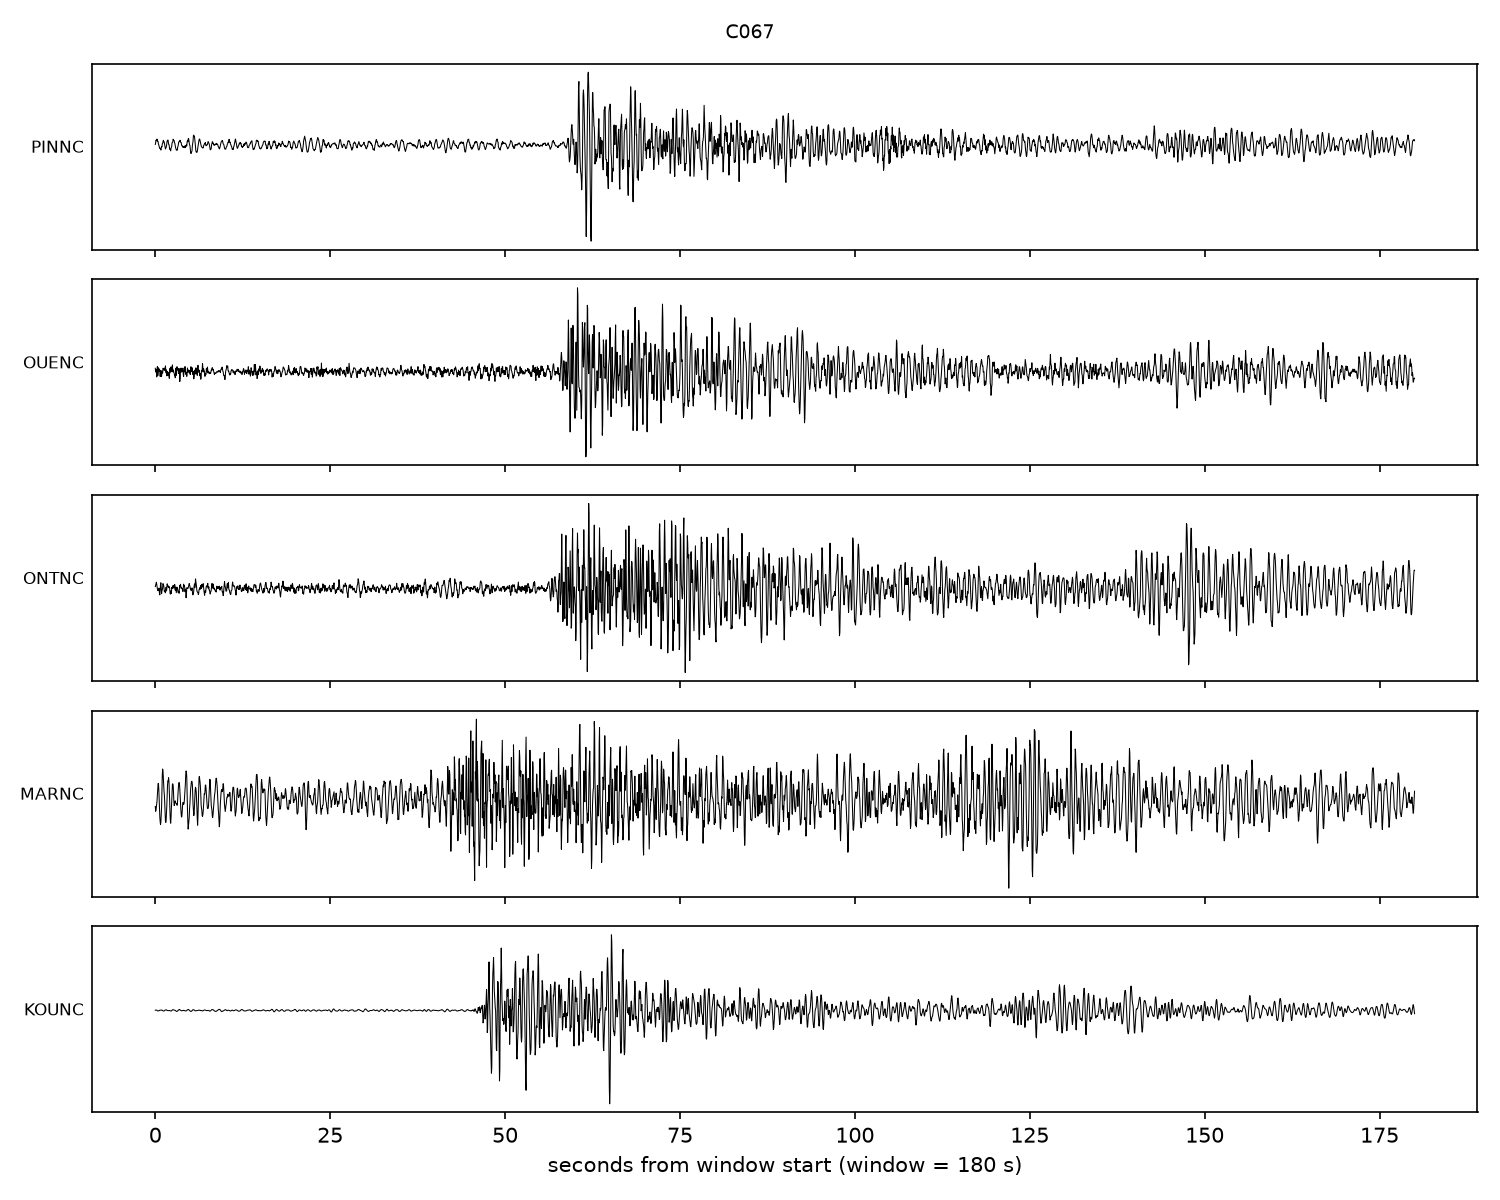 C067
PINNC
OUENC
ONTNC
MARNC
KOUNC
0 25 50 75 100 125 150 175
seconds from window start (window = 180 s)